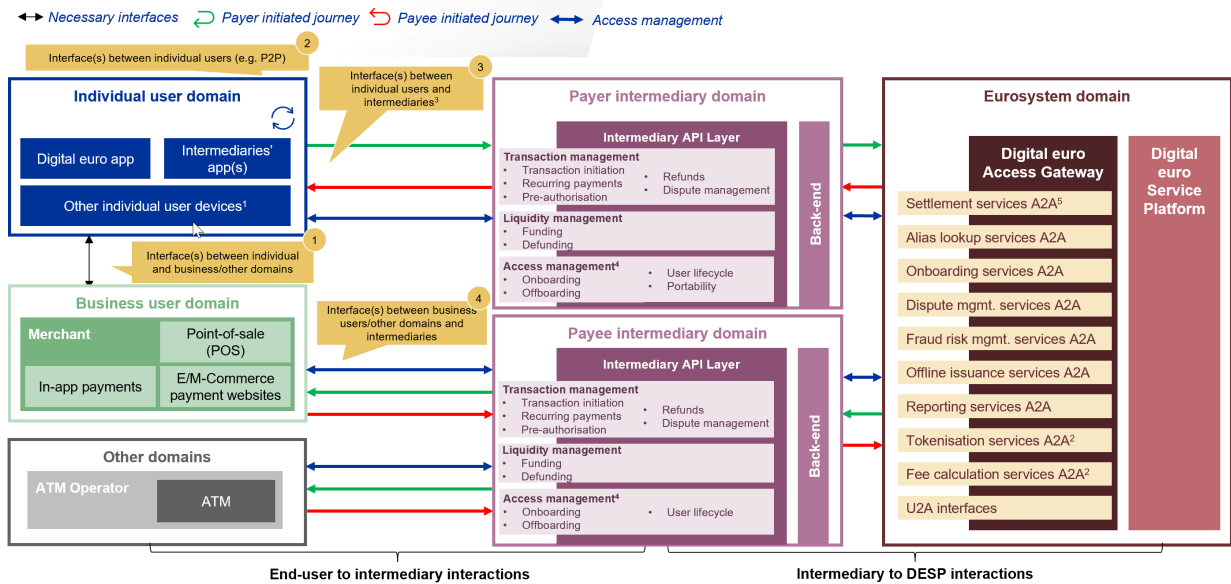 Necessary interfaces
Payer initiated journey
Payee initiated journey
Access management
2
Interface(s) between individual users (e.g. P2P)
3
Interface(s) between
individual users and
intermediaries³
Individual user domain
Digital euro app
Intermediaries'
app(s)
Other individual user devices¹
1
Interface(s) between individual
and business/other domains
Business user domain
Merchant
Point-of-sale
(POS)
In-app payments
E/M-Commerce
payment websites
4
Interface(s) between business
users/other domains and
intermediaries
Other domains
ATM Operator
ATM
Payer intermediary domain
Intermediary API Layer
Transaction management
• Transaction initiation
• Recurring payments
• Pre-authorisation
• Refunds
• Dispute management
Liquidity management
• Funding
• Defunding
Access management⁴
• Onboarding
• Offboarding
• User lifecycle
• Portability
Back-end
Payee intermediary domain
Intermediary API Layer
Transaction management
• Transaction initiation
• Recurring payments
• Pre-authorisation
• Refunds
• Dispute management
Liquidity management
• Funding
• Defunding
Access management⁴
• Onboarding
• Offboarding
• User lifecycle
Back-end
Eurosystem domain
Digital euro
Access Gateway
Settlement services A2A⁵
Alias lookup services A2A
Onboarding services A2A
Dispute mgmt. services A2A
Fraud risk mgmt. services A2A
Offline issuance services A2A
Reporting services A2A
Tokenisation services A2A²
Fee calculation services A2A²
U2A interfaces
Digital
euro
Service
Platform
End-user to intermediary interactions
Intermediary to DESP interactions